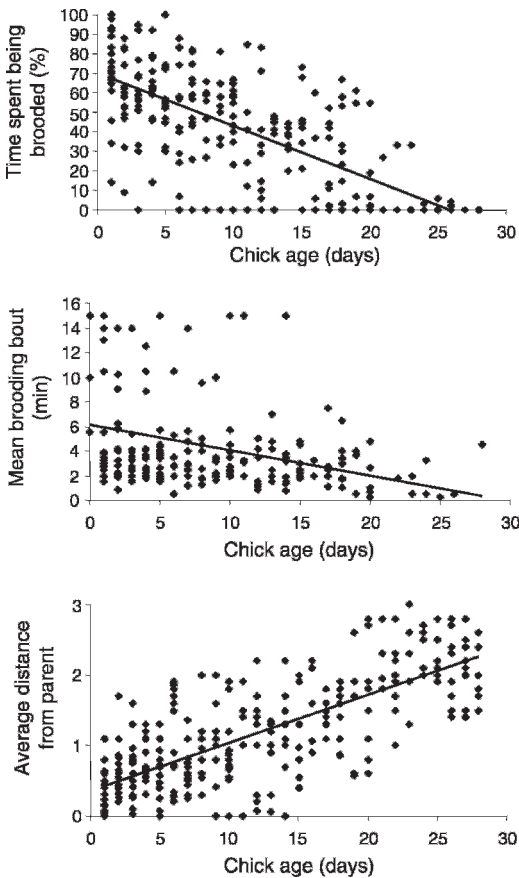 Time spent being
brooded (%)
100
90
80
70
60
50
40
30
20
10
0
0 5 10 15 20 25 30
Chick age (days)
Mean brooding bout
(min)
16
14
12
10
8
6
4
2
0
0 5 10 15 20 25 30
Chick age (days)
Average distance
from parent
3
2
1
0
0 5 10 15 20 25 30
Chick age (days)